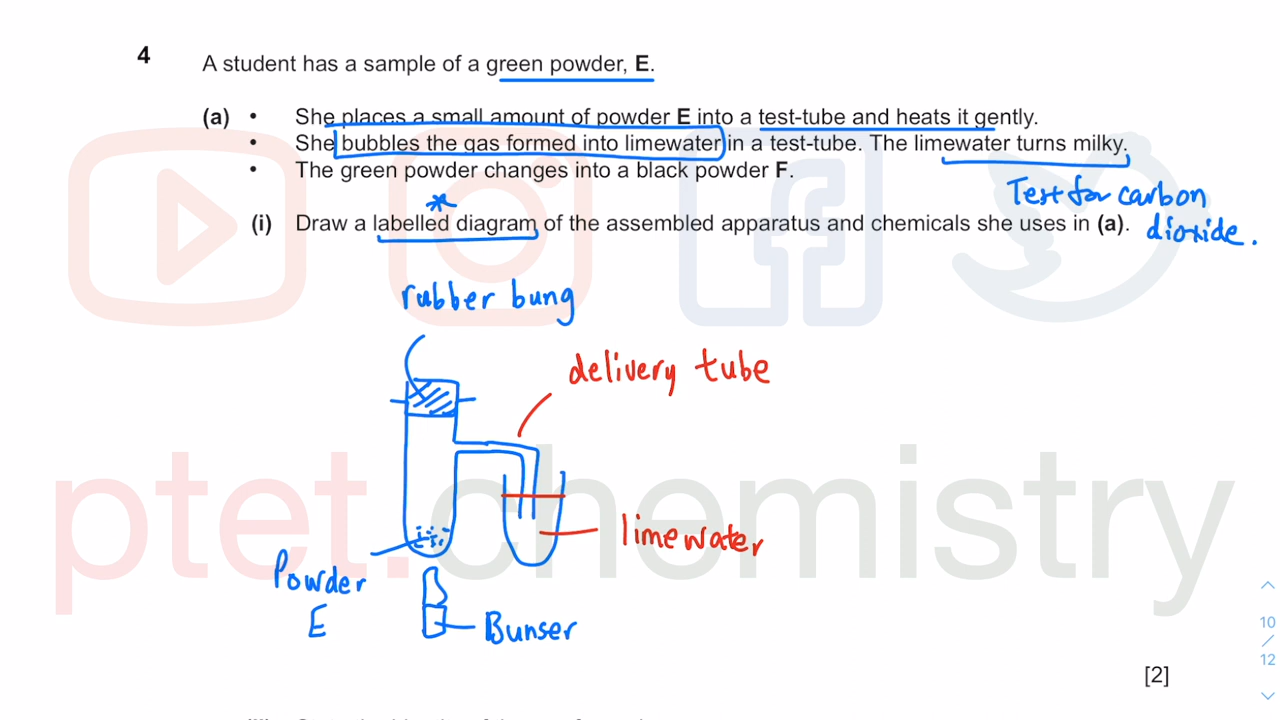 4 A student has a sample of a green powder, E.
(a) • She places a small amount of powder E into a test-tube and heats it gently.
• She bubbles the gas formed into limewater in a test-tube. The limewater turns milky.
• The green powder changes into a black powder F.
Test for carbon
dioxide.
*
(i) Draw a labelled diagram of the assembled apparatus and chemicals she uses in (a).
rubber bung
delivery tube
limewater
Powder
E
Bunser
ptet.chemistry
[2]
10
/
12